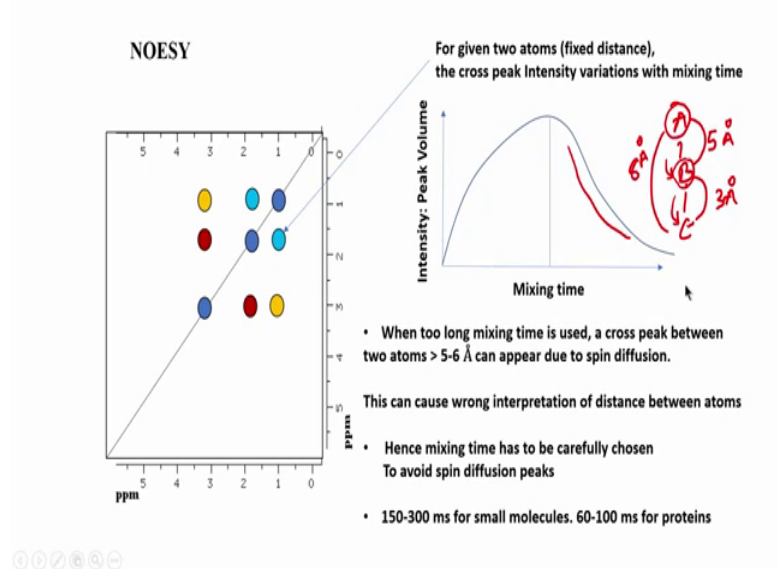 NOESY
For given two atoms (fixed distance),
the cross peak Intensity variations with mixing time
5 4 3 2 1 0
0
1
2
3
4
5
ppm
5 4 3 2 1 0
ppm
Intensity: Peak Volume
Mixing time
A
5 Å
B
8 Å
3Å
C
• When too long mixing time is used, a cross peak between
two atoms > 5-6 Å can appear due to spin diffusion.
This can cause wrong interpretation of distance between atoms
• Hence mixing time has to be carefully chosen
To avoid spin diffusion peaks
• 150-300 ms for small molecules. 60-100 ms for proteins